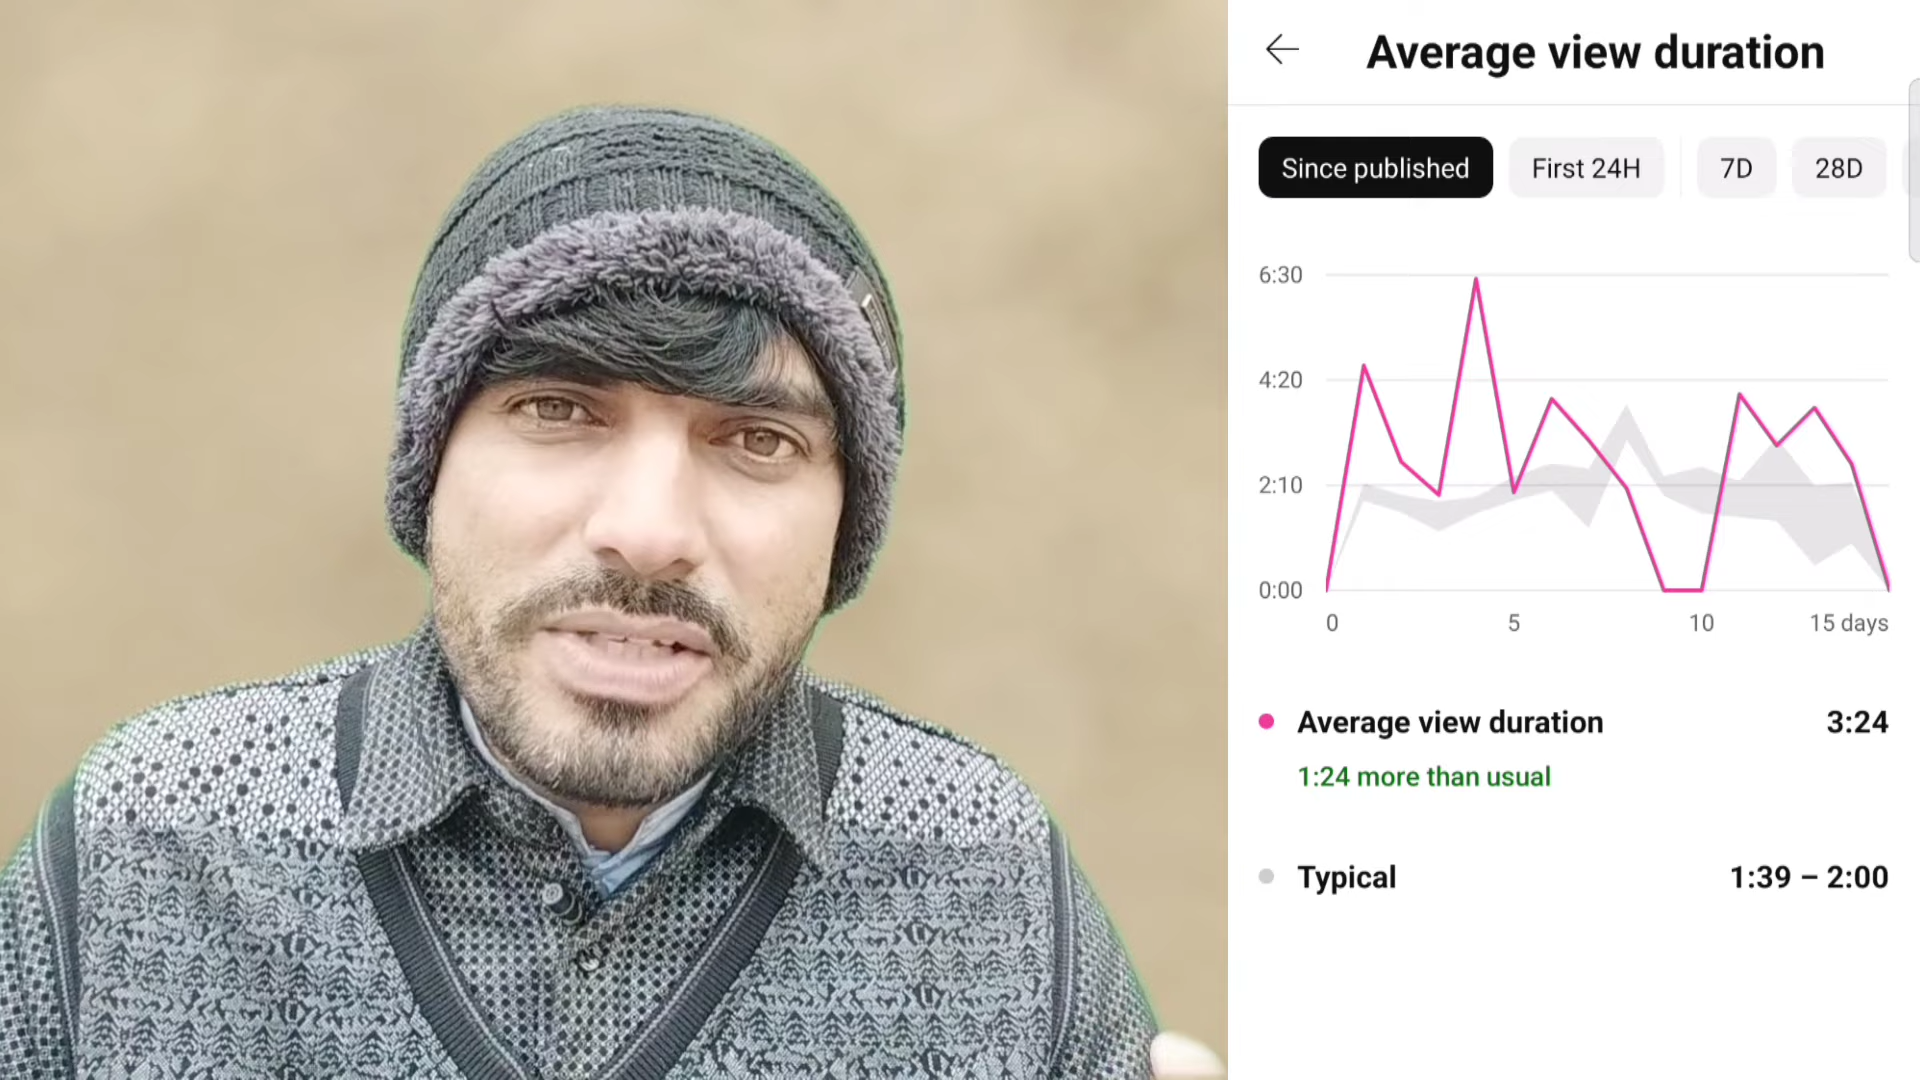 Average view duration
Since published First 24H 7D 28D
6:30
4:20
2:10
0:00
0 5 10 15 days
Average view duration 3:24
1:24 more than usual
Typical 1:39 – 2:00